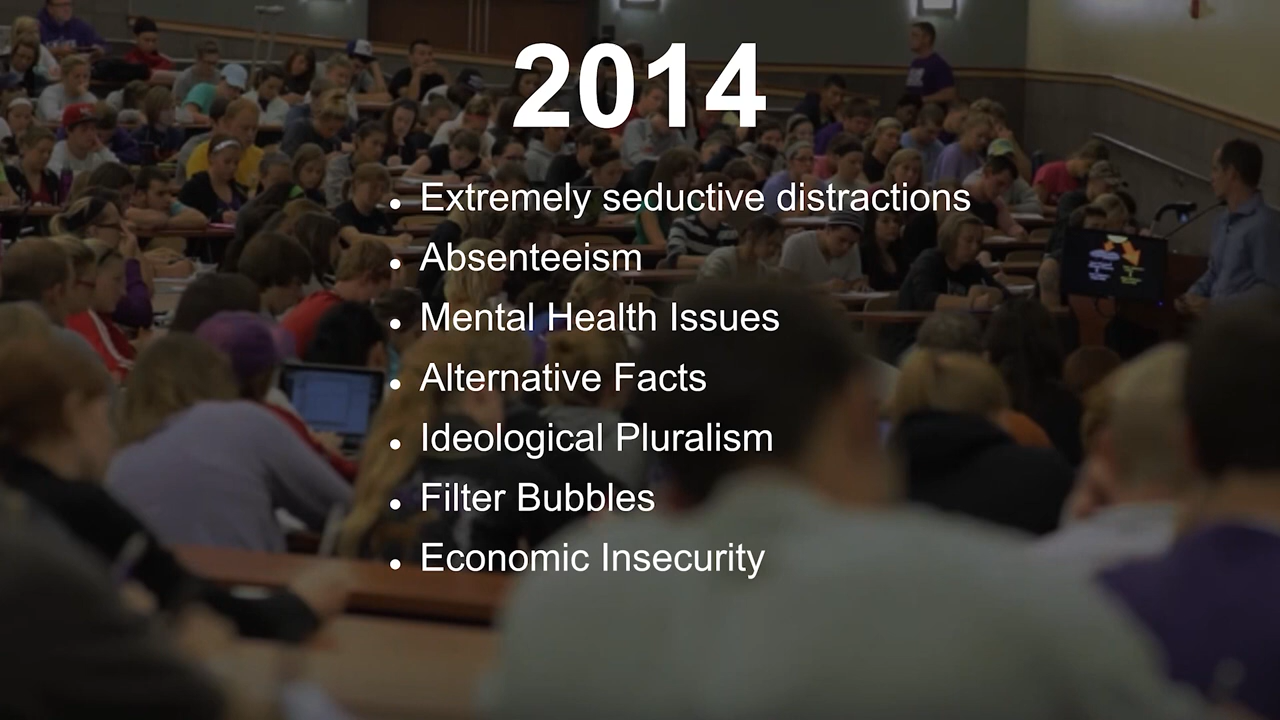 2014
• Extremely seductive distractions
• Absenteeism
• Mental Health Issues
• Alternative Facts
• Ideological Pluralism
• Filter Bubbles
• Economic Insecurity